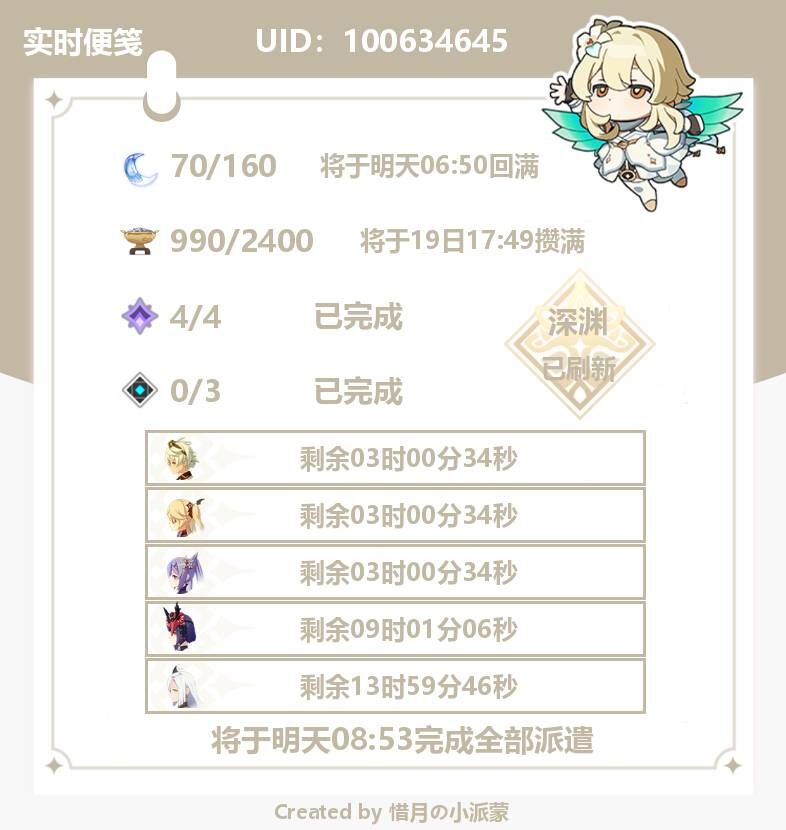 实时便笺
UID：100634645
70/160 将于明天06:50回满
990/2400 将于19日17:49攒满
4/4 已完成
深渊
已刷新
0/3 已完成
剩余03时00分34秒
剩余03时00分34秒
剩余03时00分34秒
剩余09时01分06秒
剩余13时59分46秒
将于明天08:53完成全部派遣
Created by 惜月の小派蒙